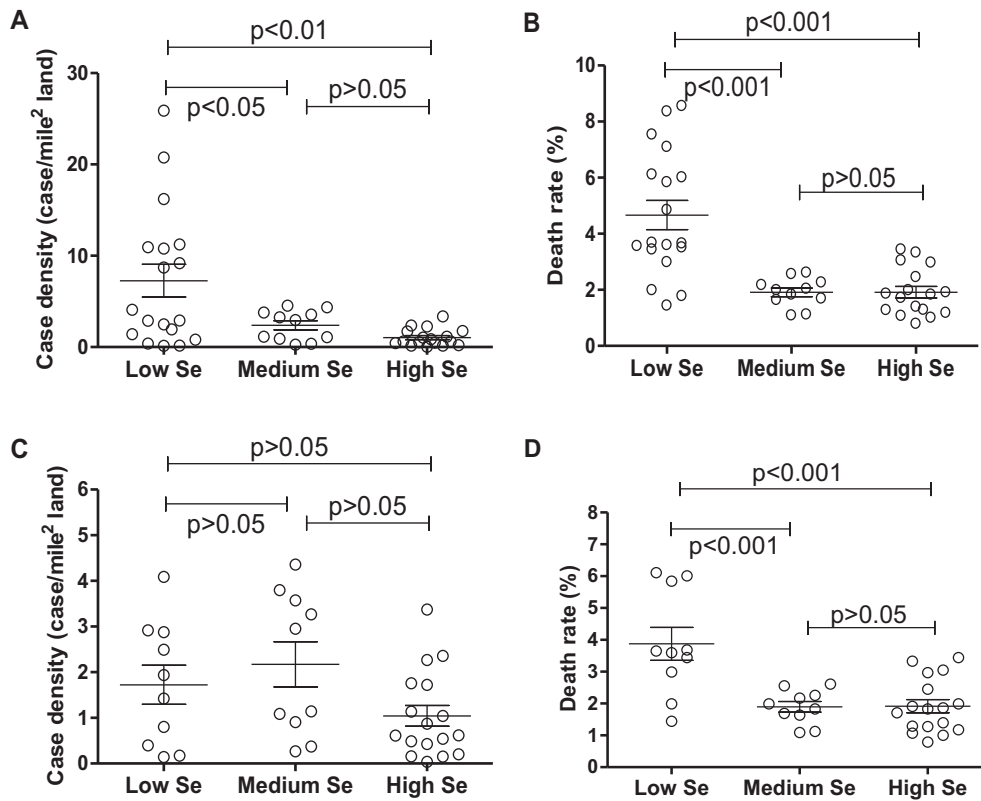 A
p<0.01
p<0.05
p>0.05
Case density (case/mile² land)
30
20
10
0
Low Se
Medium Se
High Se
B
p<0.001
p<0.001
p>0.05
Death rate (%)
10
8
6
4
2
0
Low Se
Medium Se
High Se
C
p>0.05
p>0.05
p>0.05
Case density (case/mile² land)
6
5
4
3
2
1
0
Low Se
Medium Se
High Se
D
p<0.001
p<0.001
p>0.05
Death rate (%)
8
7
6
5
4
3
2
1
0
Low Se
Medium Se
High Se